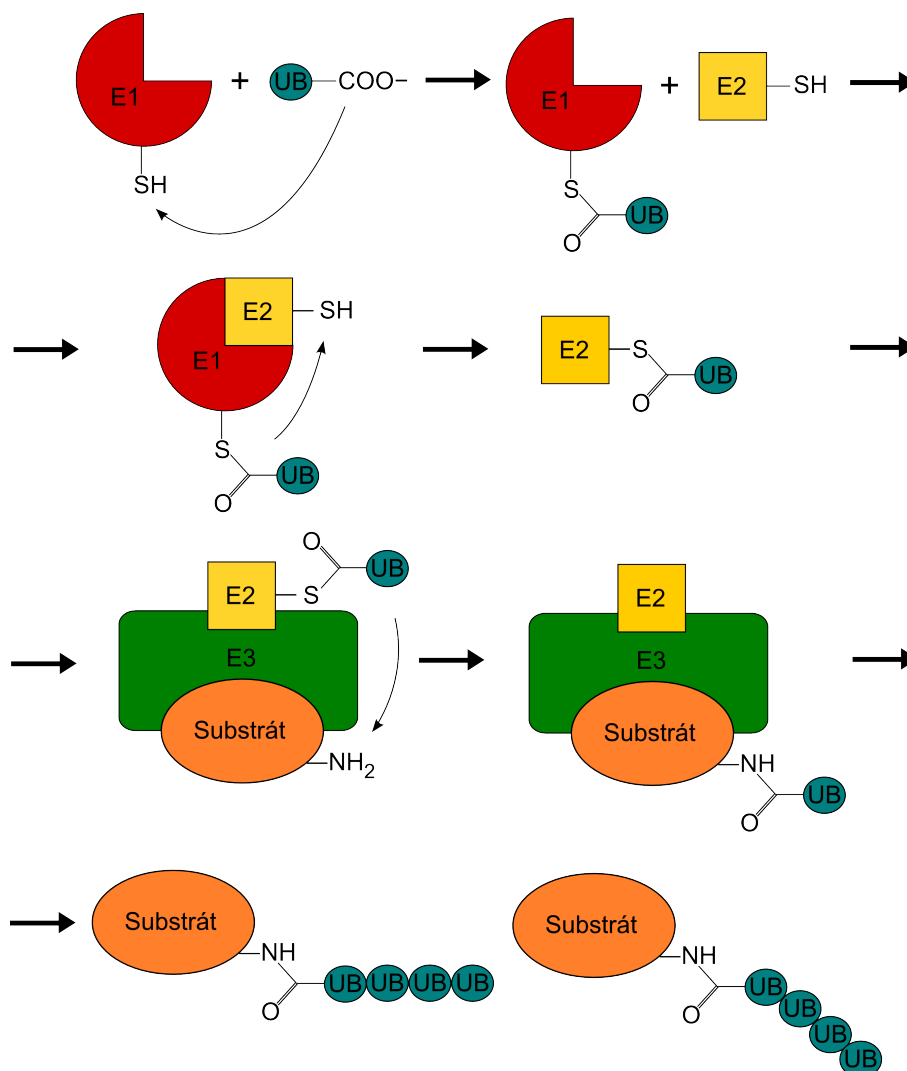 E1 + UB COO– E1 + E2 SH
SH S O UB
E1 E2 SH E2 S O UB
S O UB
O UB
E2 S E2
E3 E3
Substrát Substrát
NH2 NH
O UB
Substrát Substrát
NH NH
O UB UB UB UB O UB UB UB UB